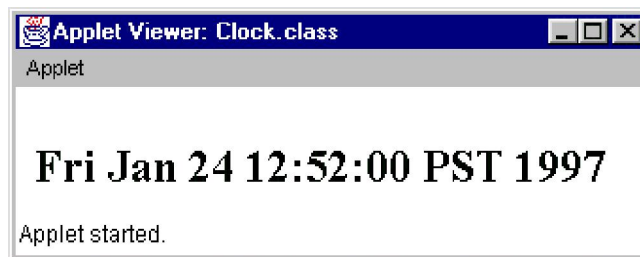 Applet Viewer: Clock.class
Applet
Fri Jan 24 12:52:00 PST 1997
Applet started.